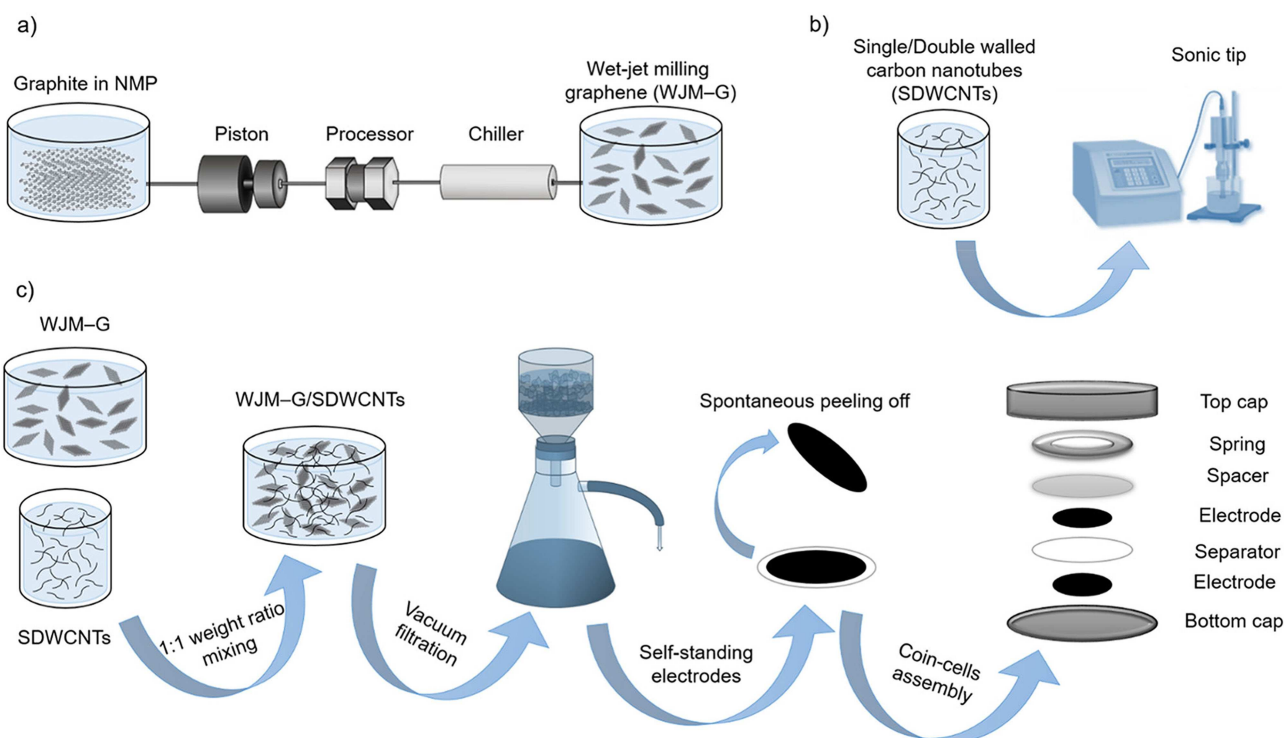 a)
Graphite in NMP
Piston
Processor
Chiller
Wet-jet milling
graphene (WJM–G)
b)
Single/Double walled
carbon nanotubes
(SDWCNTs)
Sonic tip
c)
WJM–G
SDWCNTs
1:1 weight ratio
mixing
WJM–G/SDWCNTs
Vacuum
filtration
Self-standing
electrodes
Spontaneous peeling off
Coin-cells
assembly
Top cap
Spring
Spacer
Electrode
Separator
Electrode
Bottom cap